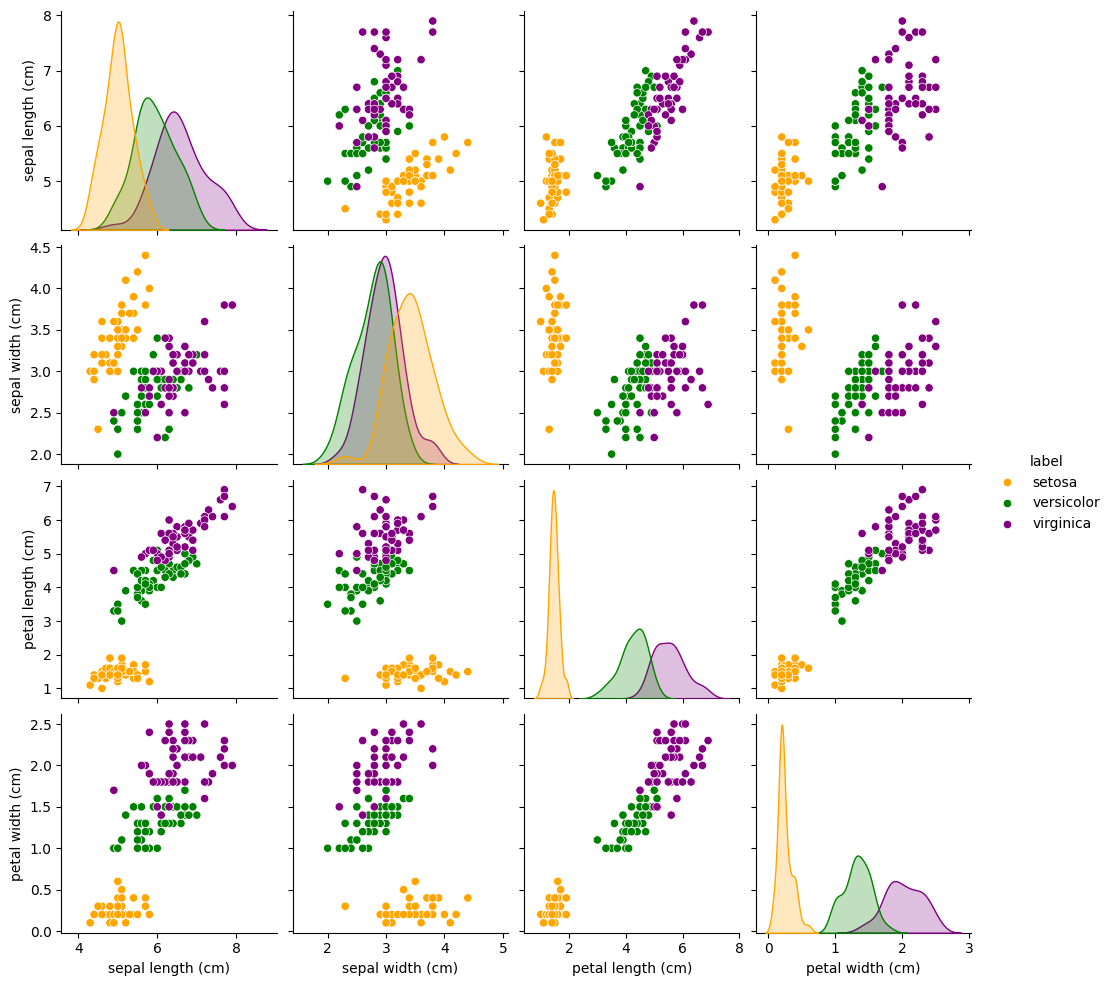 8
7
6
5
sepal length (cm)
4.5
4.0
3.5
3.0
2.5
2.0
sepal width (cm)
label
setosa
versicolor
virginica
7
6
5
4
3
2
1
petal length (cm)
2.5
2.0
1.5
1.0
0.5
0.0
petal width (cm)
4 6 8
2 3 4 5
2 4 6 8
0 1 2 3
sepal length (cm)
sepal width (cm)
petal length (cm)
petal width (cm)